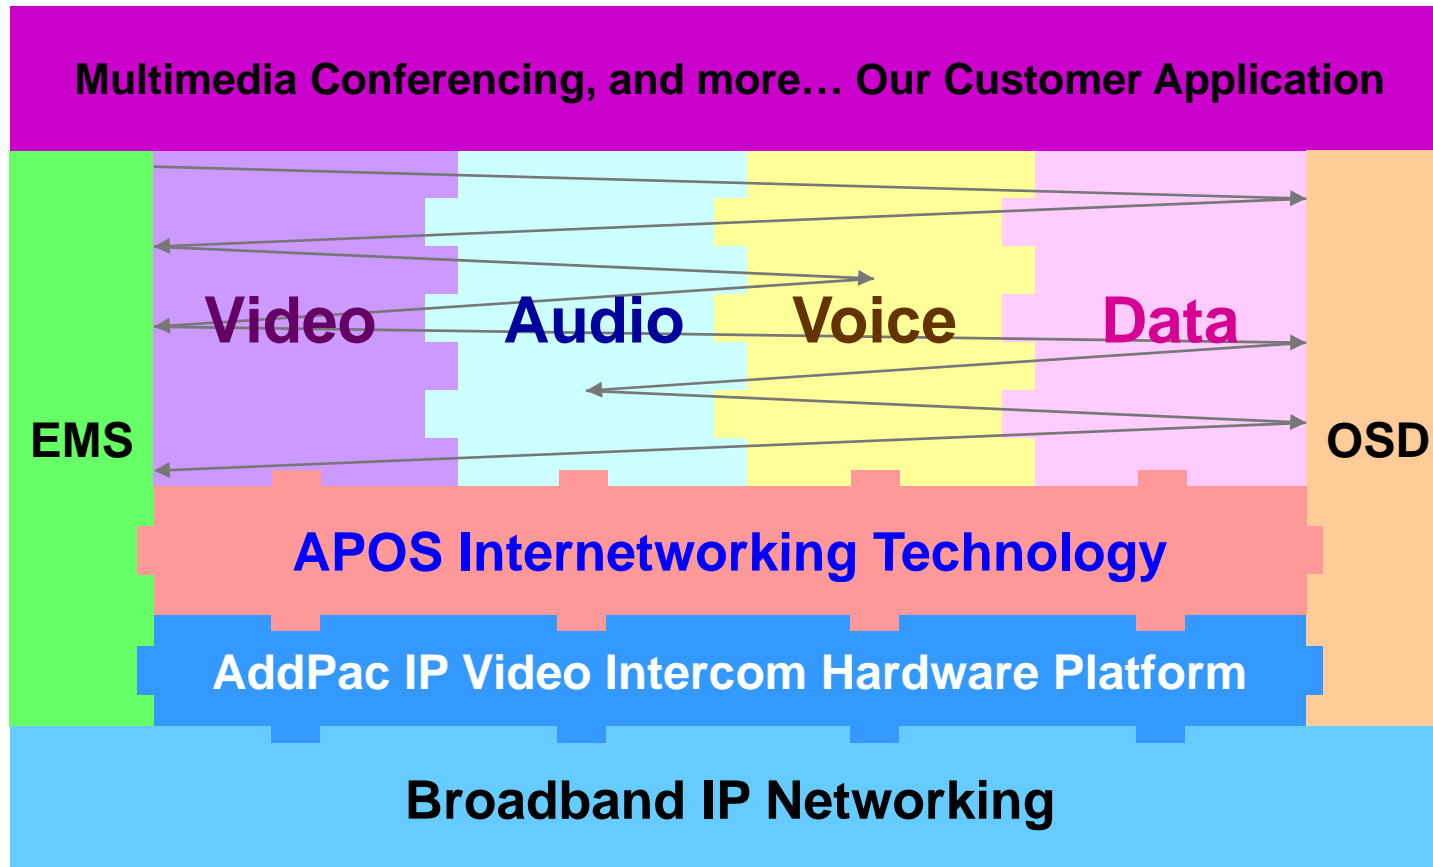 Multimedia Conferencing, and more… Our Customer Application
Video Audio Voice Data
EMS
OSD
APOS Internetworking Technology
AddPac IP Video Intercom Hardware Platform
Broadband IP Networking